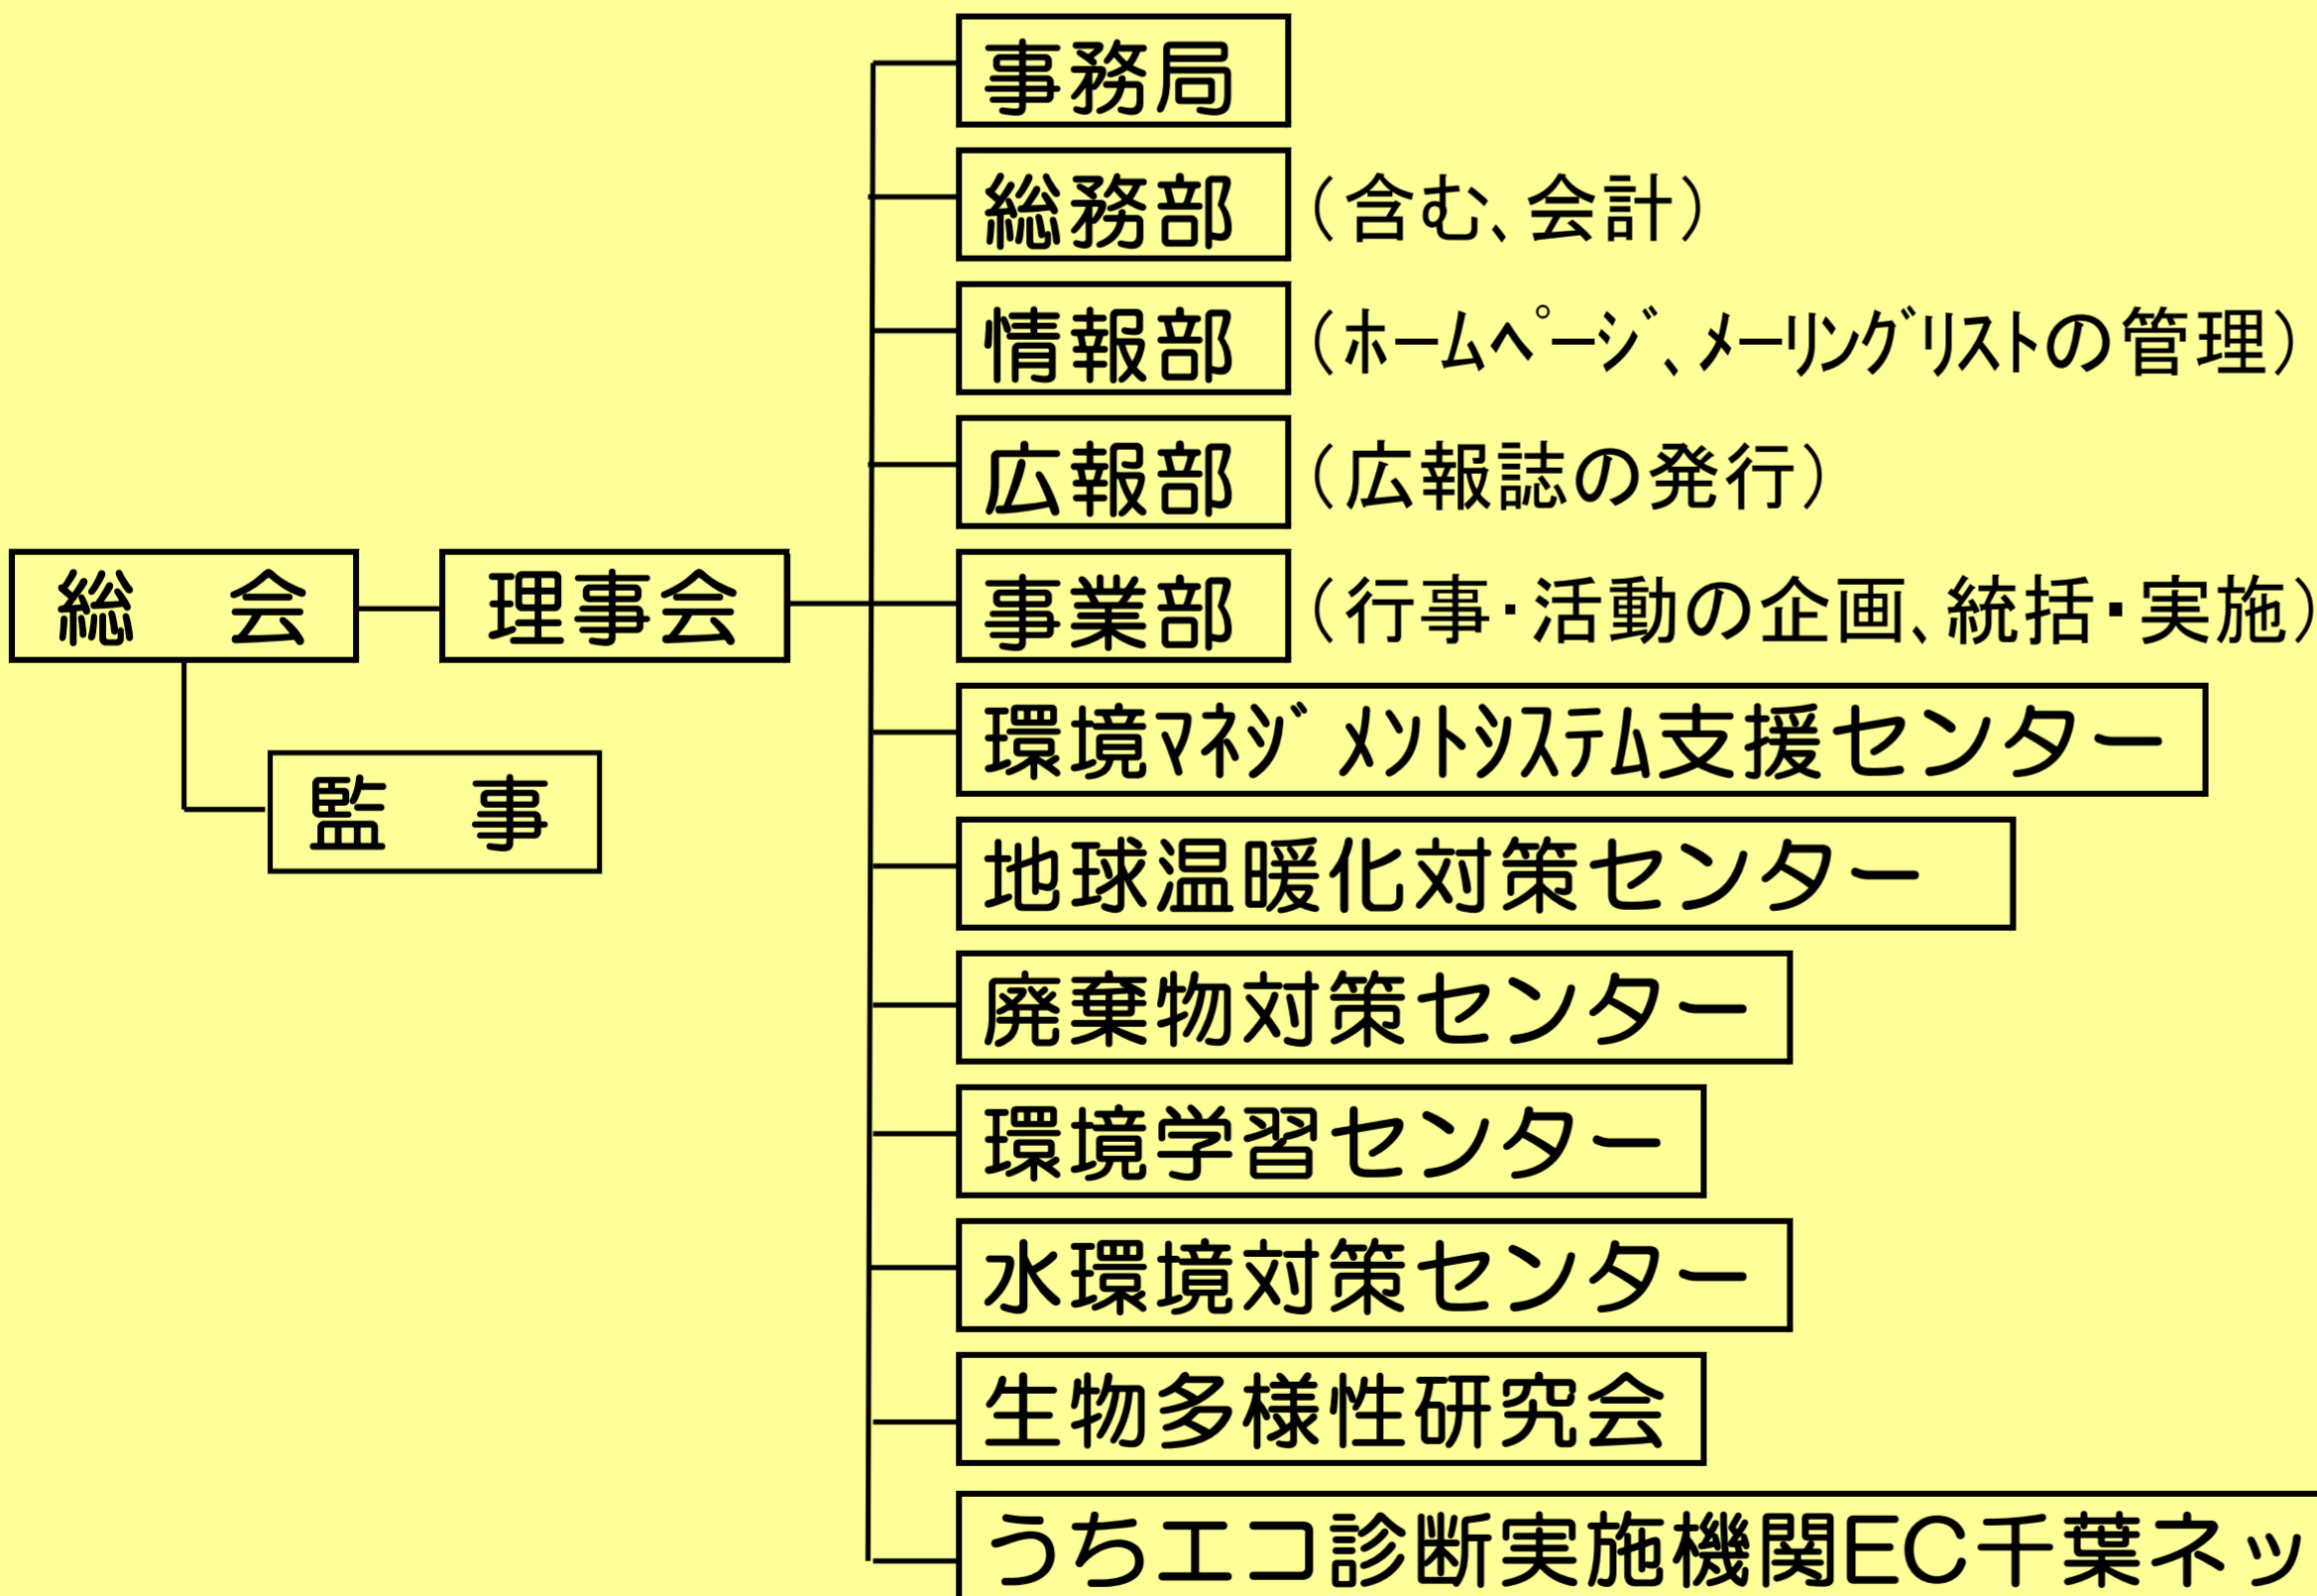 事務局
総務部（含む、会計）
情報部（ホームページ、メーリングリストの管理）
広報部（広報誌の発行）
総　会
理事会
事業部（行事・活動の企画、統括・実施）
監　事
環境ﾏﾈｼﾞﾒﾝﾄｼｽﾃﾑ支援センター
地球温暖化対策センター
廃棄物対策センター
環境学習センター
水環境対策センター
生物多様性研究会
うちエコ診断実施機関EC千葉ネッ